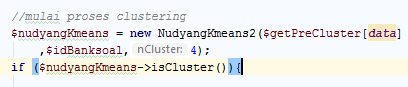 //mulai proses clustering
$nudyangKmeans = new NudyangKmeans2($getPreCluster[data]
,$idBanksoal, nCluster: 4);
if ($nudyangKmeans->isCluster()){